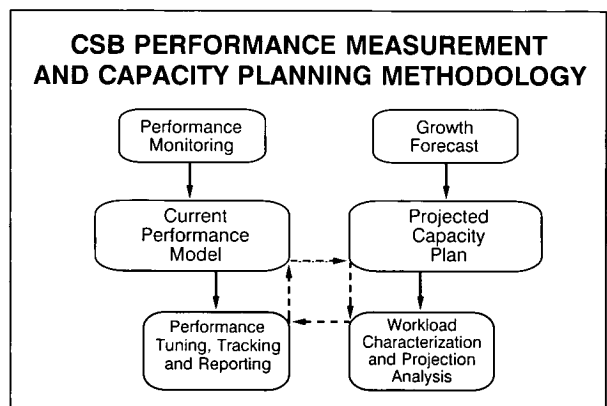 CSB PERFORMANCE MEASUREMENT
AND CAPACITY PLANNING METHODOLOGY
Performance
Monitoring
Growth
Forecast
Current
Performance
Model
Projected
Capacity
Plan
Performance
Tuning, Tracking
and Reporting
Workload
Characterization
and Projection
Analysis